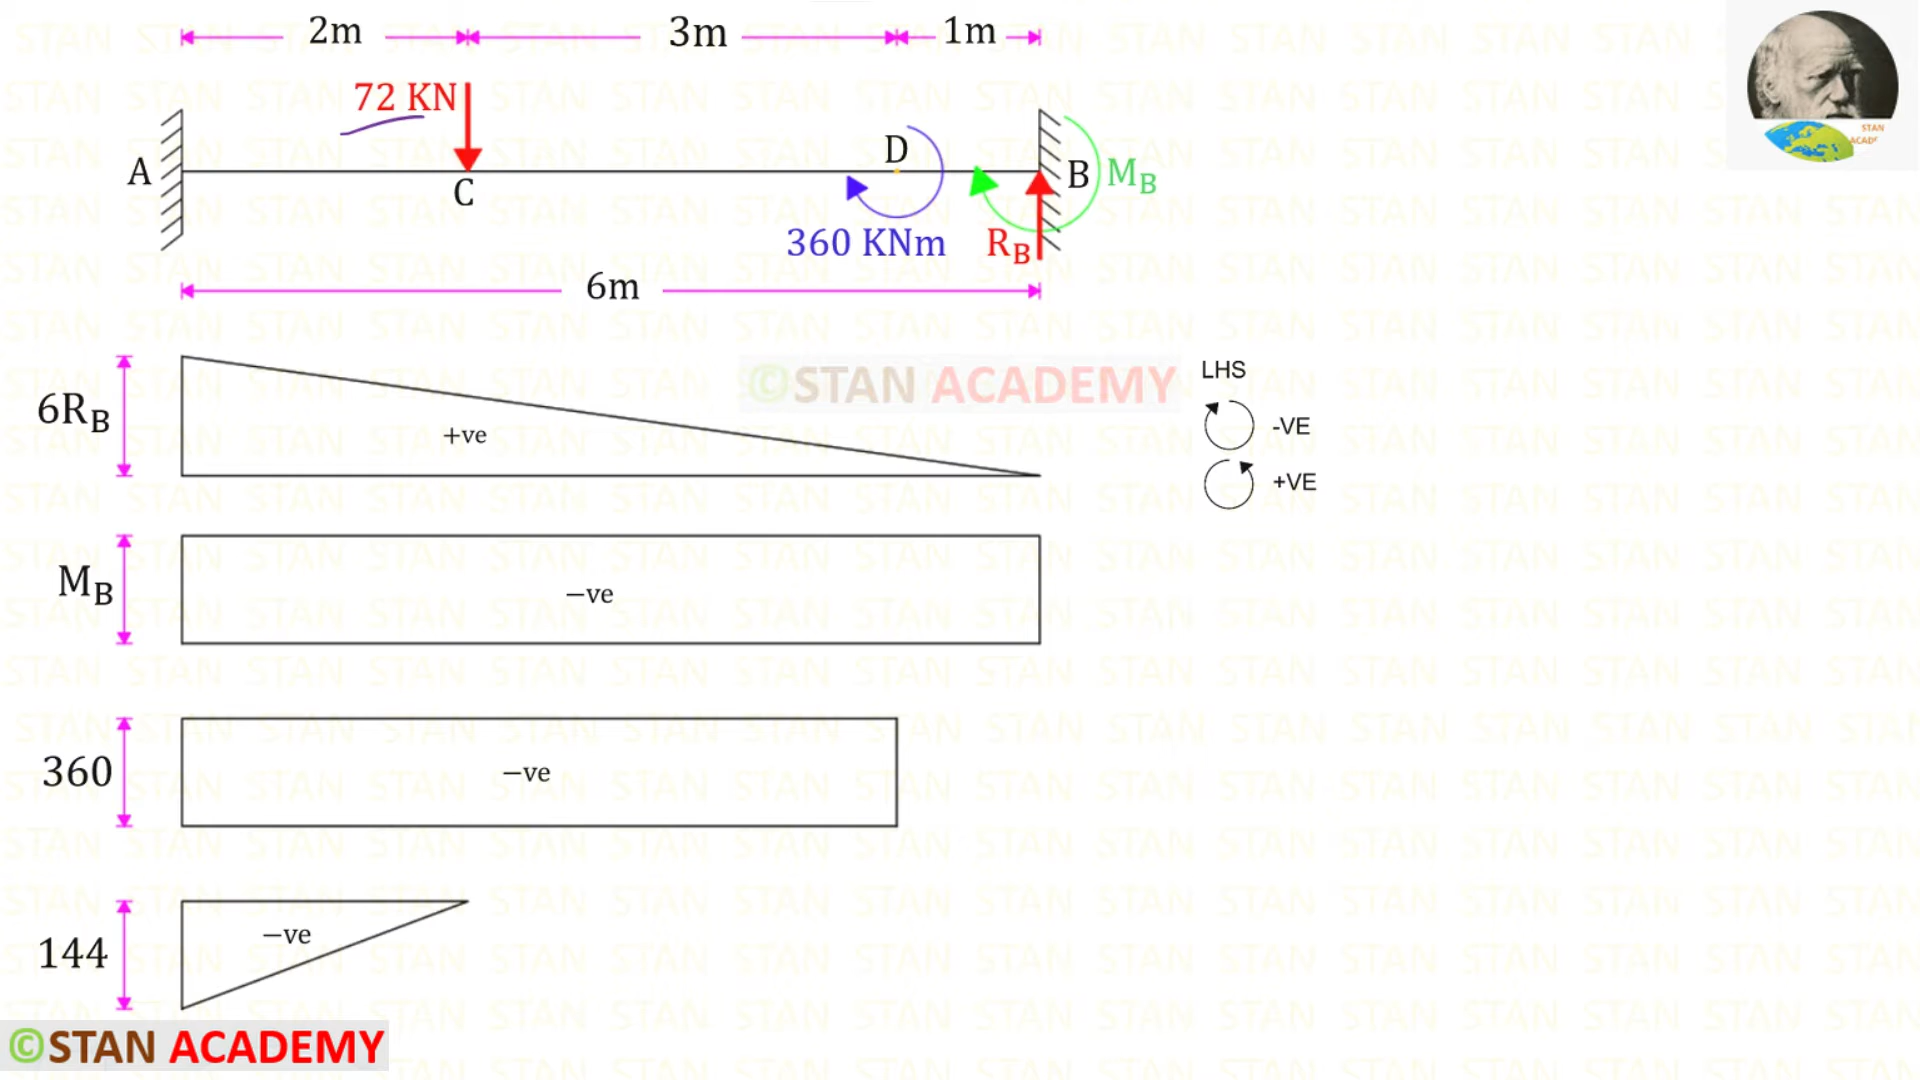 2m 3m 1m
72 KN
A C D B M_B
360 KNm R_B
6m
6R_B +ve
©STAN ACADEMY
LHS
-VE
+VE
M_B −ve
360 −ve
144 −ve
©STAN ACADEMY
STAN